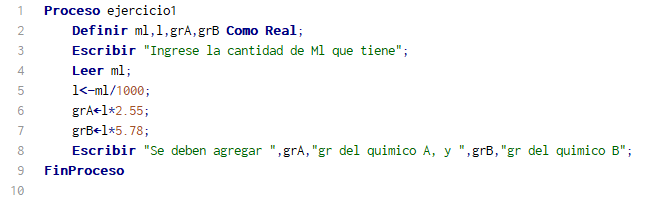 1 Proceso ejercicio1
2 Definir ml,l,grA,grB Como Real;
3 Escribir "Ingrese la cantidad de Ml que tiene";
4 Leer ml;
5 l<-ml/1000;
6 grA←l*2.55;
7 grB←l*5.78;
8 Escribir "Se deben agregar ",grA,"gr del quimico A, y ",grB,"gr del quimico B";
9 FinProceso
10